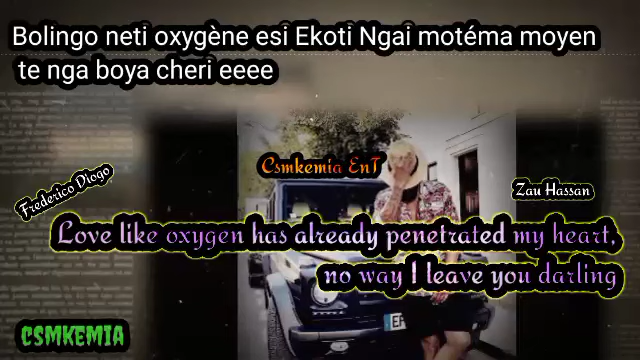 Bolingo neti oxygène esi Ekoti Ngai motéma moyen
te nga boya cheri eeee
Csmkemia EnT
Frederico Diogo
Zau Hassan
Love like oxygen has already penetrated my heart,
no way I leave you darling
CSMKEMIA